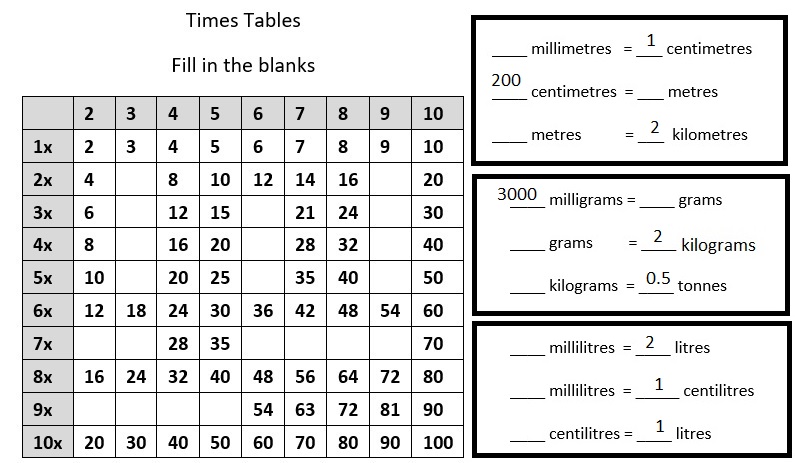 Times Tables
Fill in the blanks
2 3 4 5 6 7 8 9 10
1x 2 3 4 5 6 7 8 9 10
2x 4 8 10 12 14 16 20
3x 6 12 15 21 24 30
4x 8 16 20 28 32 40
5x 10 20 25 35 40 50
6x 12 18 24 30 36 42 48 54 60
7x 28 35 70
8x 16 24 32 40 48 56 64 72 80
9x 54 63 72 81 90
10x 20 30 40 50 60 70 80 90 100
____ millimetres = 1 centimetres
200 centimetres = ___ metres
____ metres = 2 kilometres
3000 milligrams = ____ grams
____ grams = 2 kilograms
____ kilograms = 0.5 tonnes
____ millilitres = 2 litres
____ millilitres = 1 centilitres
____ centilitres = 1 litres